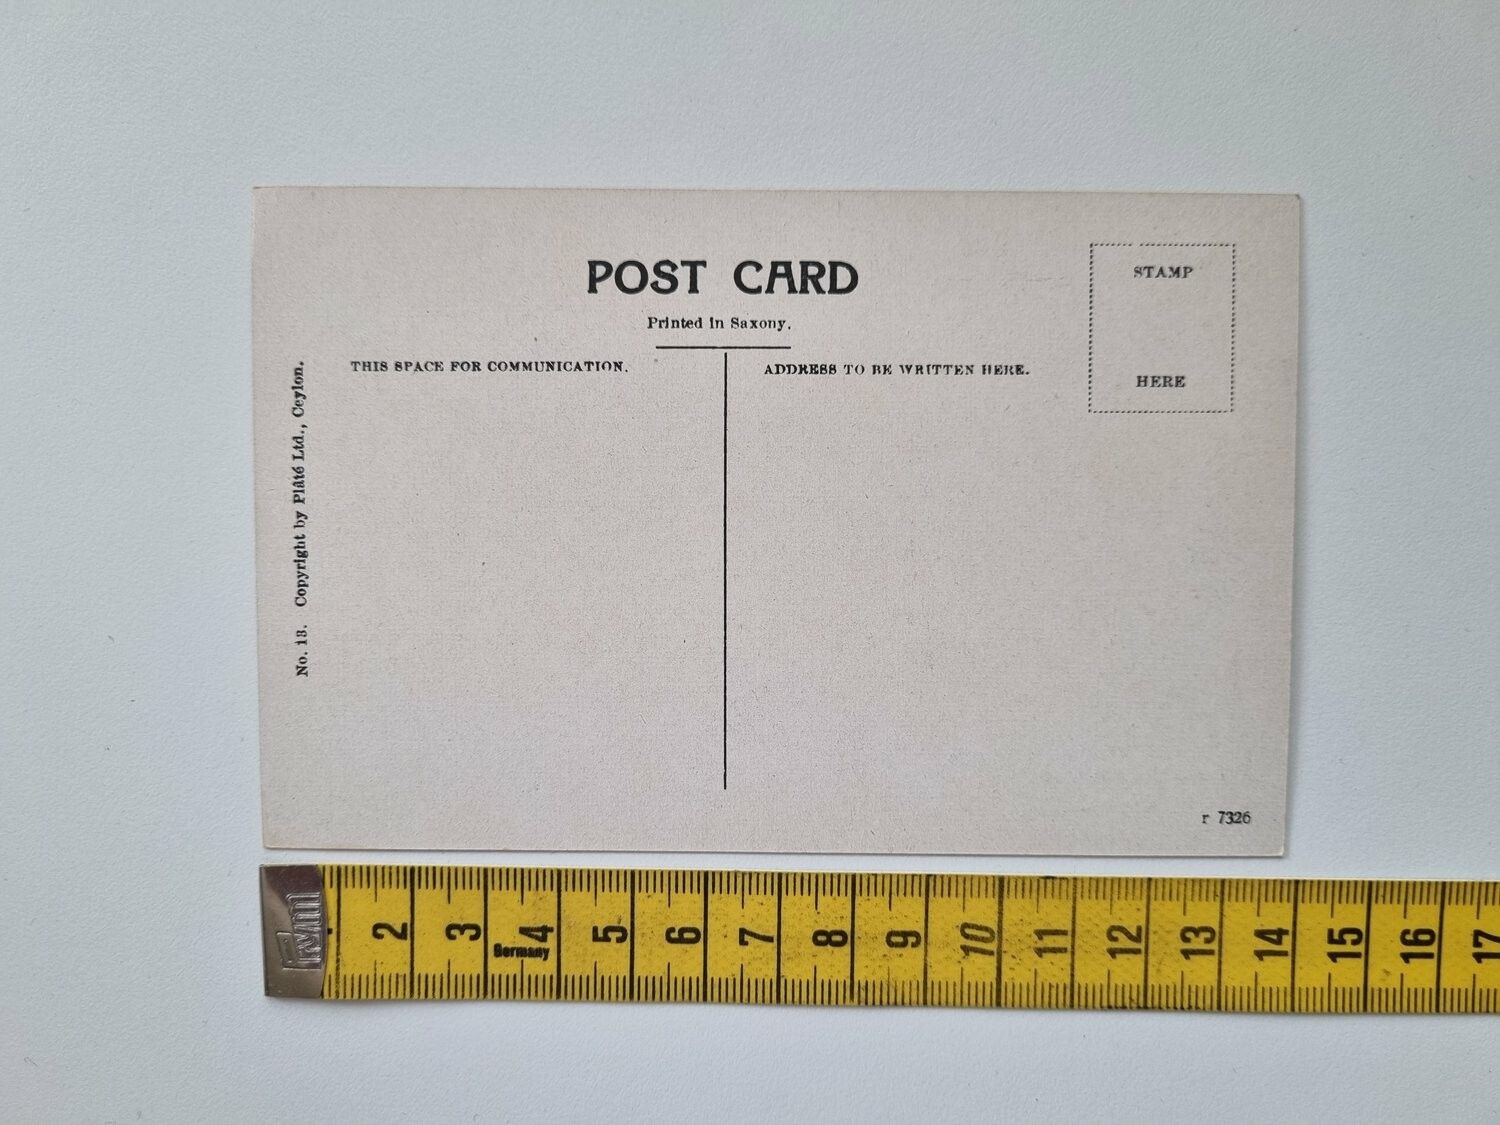 POST CARD
Printed in Saxony.
THIS SPACE FOR COMMUNICATION.
ADDRESS TO BE WRITTEN HERE.
STAMP
HERE
No. 13. Copyright by Plâté Ltd., Ceylon.
r 7326
Prym
2 3 4 5 6 7 8 9 10 11 12 13 14 15 16 17
Germany